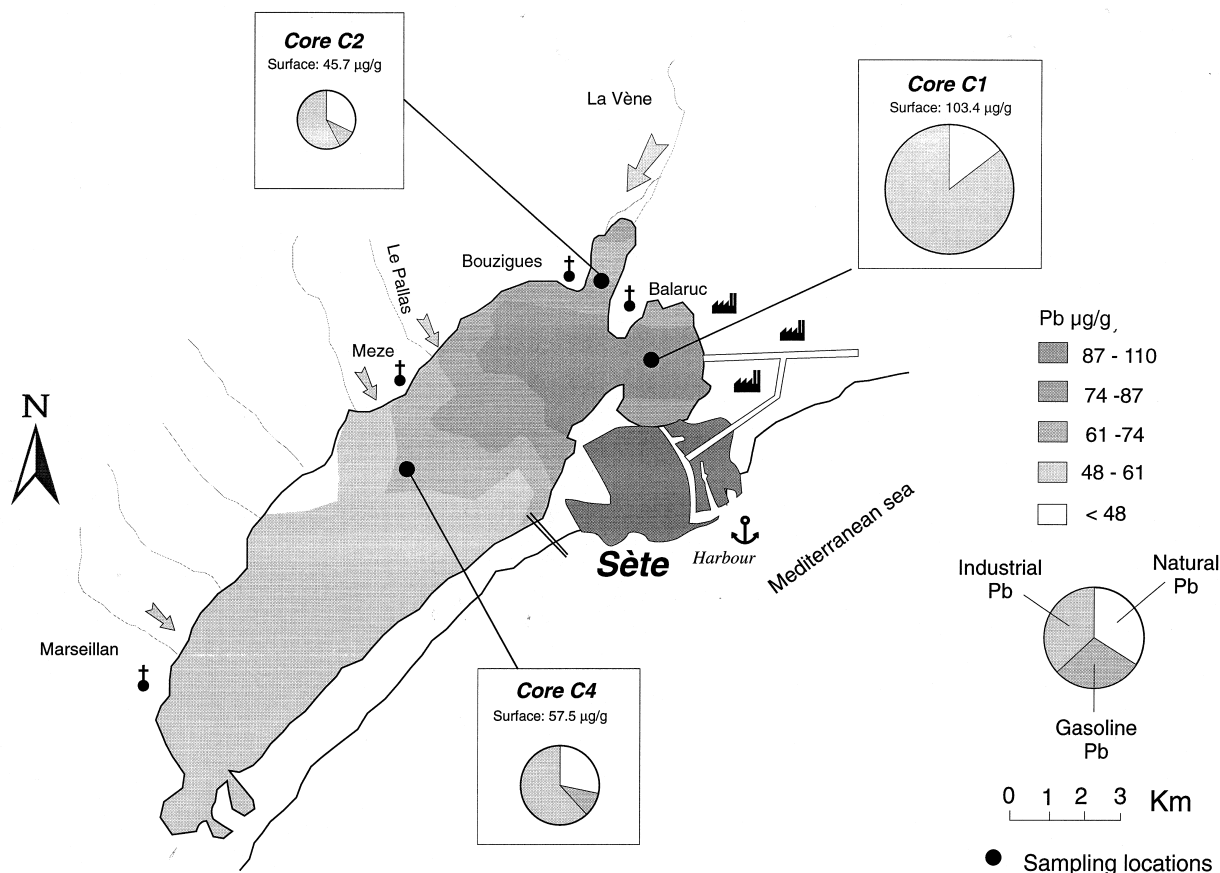 Core C2
Surface: 45.7 µg/g
Core C1
Surface: 103.4 µg/g
La Vène
Le Pallas
Bouzigues
Balaruc
Meze
Pb µg/g
87 - 110
74 -87
61 -74
48 - 61
< 48
N
Mediterranean sea
Sète
Harbour
Industrial
Pb
Natural
Pb
Gasoline
Pb
Marseillan
Core C4
Surface: 57.5 µg/g
0 1 2 3 Km
Sampling locations